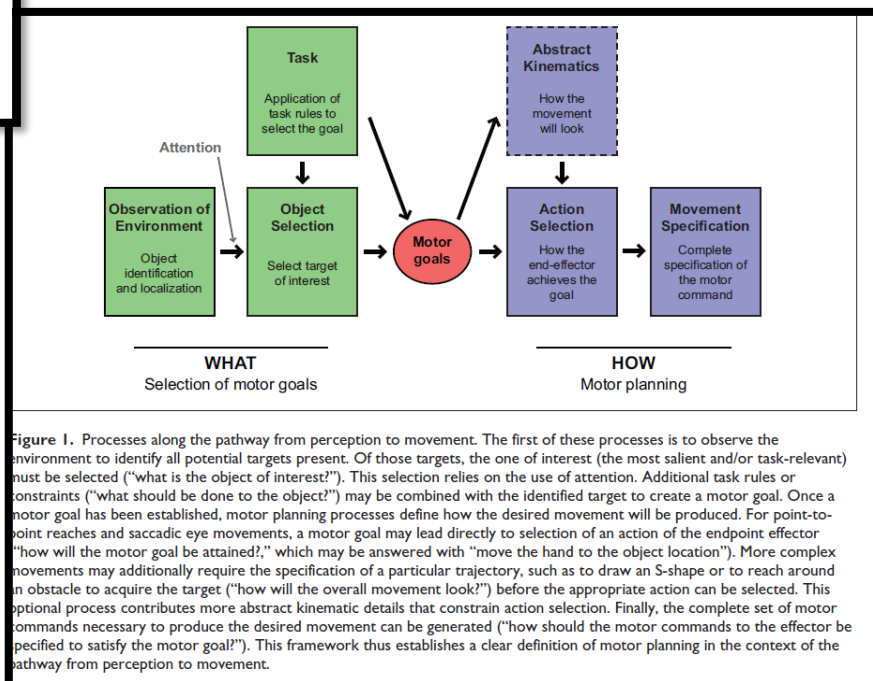 Task
Application of
task rules to
select the goal
Abstract
Kinematics
How the
movement
will look
Attention
Observation of
Environment
Object
identification
and localization
Object
Selection
Select target
of interest
Motor
goals
Action
Selection
How the
end-effector
achieves the
goal
Movement
Specification
Complete
specification of
the motor
command
WHAT
Selection of motor goals
HOW
Motor planning
Figure 1. Processes along the pathway from perception to movement. The first of these processes is to observe the
environment to identify all potential targets present. Of those targets, the one of interest (the most salient and/or task-relevant)
must be selected (“what is the object of interest?”). This selection relies on the use of attention. Additional task rules or
constraints (“what should be done to the object?”) may be combined with the identified target to create a motor goal. Once a
motor goal has been established, motor planning processes define how the desired movement will be produced. For point-to-
point reaches and saccadic eye movements, a motor goal may lead directly to selection of an action of the endpoint effector
“how will the motor goal be attained?,” which may be answered with “move the hand to the object location”). More complex
movements may additionally require the specification of a particular trajectory, such as to draw an S-shape or to reach around
an obstacle to acquire the target (“how will the overall movement look?”) before the appropriate action can be selected. This
optional process contributes more abstract kinematic details that constrain action selection. Finally, the complete set of motor
commands necessary to produce the desired movement can be generated (“how should the motor commands to the effector be
specified to satisfy the motor goal?”). This framework thus establishes a clear definition of motor planning in the context of the
pathway from perception to movement.